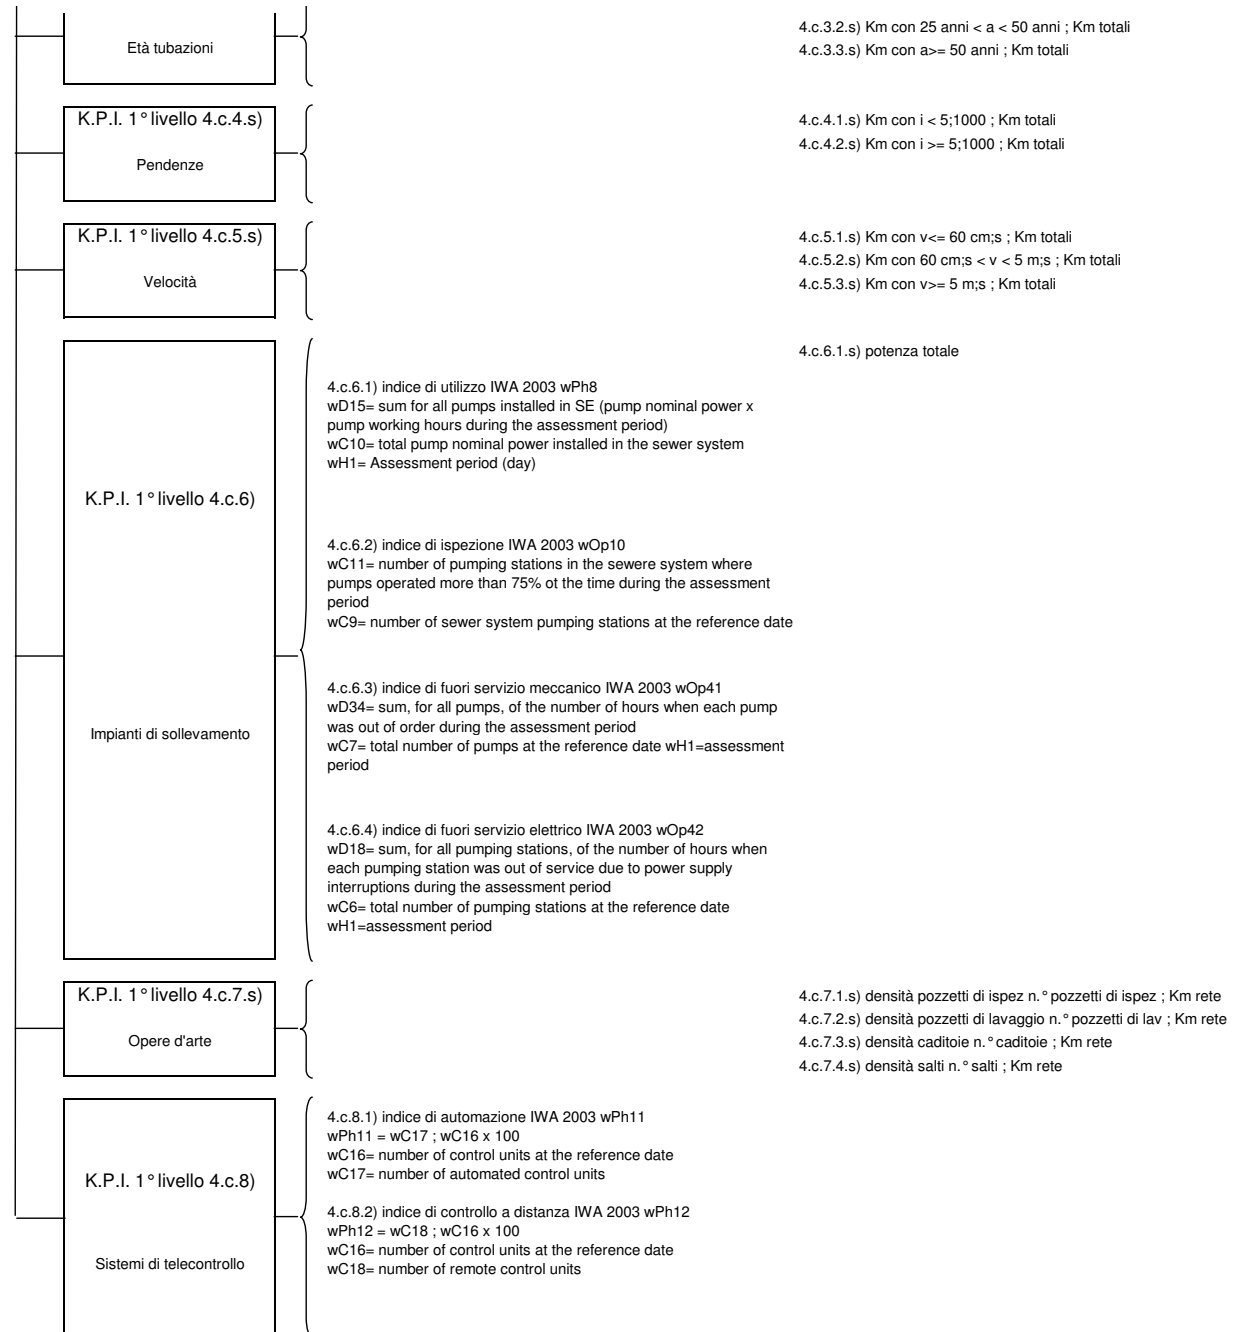 Età tubazioni
4.c.3.2.s) Km con 25 anni < a < 50 anni ; Km totali
4.c.3.3.s) Km con a>= 50 anni ; Km totali
K.P.I. 1° livello 4.c.4.s)
Pendenze
4.c.4.1.s) Km con i < 5;1000 ; Km totali
4.c.4.2.s) Km con i >= 5;1000 ; Km totali
K.P.I. 1° livello 4.c.5.s)
Velocità
4.c.5.1.s) Km con v<= 60 cm;s ; Km totali
4.c.5.2.s) Km con 60 cm;s < v < 5 m;s ; Km totali
4.c.5.3.s) Km con v>= 5 m;s ; Km totali
K.P.I. 1° livello 4.c.6)
Impianti di sollevamento
4.c.6.1.s) potenza totale
4.c.6.1) indice di utilizzo IWA 2003 wPh8
wD15= sum for all pumps installed in SE (pump nominal power x
pump working hours during the assessment period)
wC10= total pump nominal power installed in the sewer system
wH1= Assessment period (day)
4.c.6.2) indice di ispezione IWA 2003 wOp10
wC11= number of pumping stations in the sewere system where
pumps operated more than 75% ot the time during the assessment
period
wC9= number of sewer system pumping stations at the reference date
4.c.6.3) indice di fuori servizio meccanico IWA 2003 wOp41
wD34= sum, for all pumps, of the number of hours when each pump
was out of order during the assessment period
wC7= total number of pumps at the reference date wH1=assessment
period
4.c.6.4) indice di fuori servizio elettrico IWA 2003 wOp42
wD18= sum, for all pumping stations, of the number of hours when
each pumping station was out of service due to power supply
interruptions during the assessment period
wC6= total number of pumping stations at the reference date
wH1=assessment period
K.P.I. 1° livello 4.c.7.s)
Opere d'arte
4.c.7.1.s) densità pozzetti di ispez n.° pozzetti di ispez ; Km rete
4.c.7.2.s) densità pozzetti di lavaggio n.° pozzetti di lav ; Km rete
4.c.7.3.s) densità caditoie n.° caditoie ; Km rete
4.c.7.4.s) densità salti n.° salti ; Km rete
K.P.I. 1° livello 4.c.8)
Sistemi di telecontrollo
4.c.8.1) indice di automazione IWA 2003 wPh11
wPh11 = wC17 ; wC16 x 100
wC16= number of control units at the reference date
wC17= number of automated control units
4.c.8.2) indice di controllo a distanza IWA 2003 wPh12
wPh12 = wC18 ; wC16 x 100
wC16= number of control units at the reference date
wC18= number of remote control units